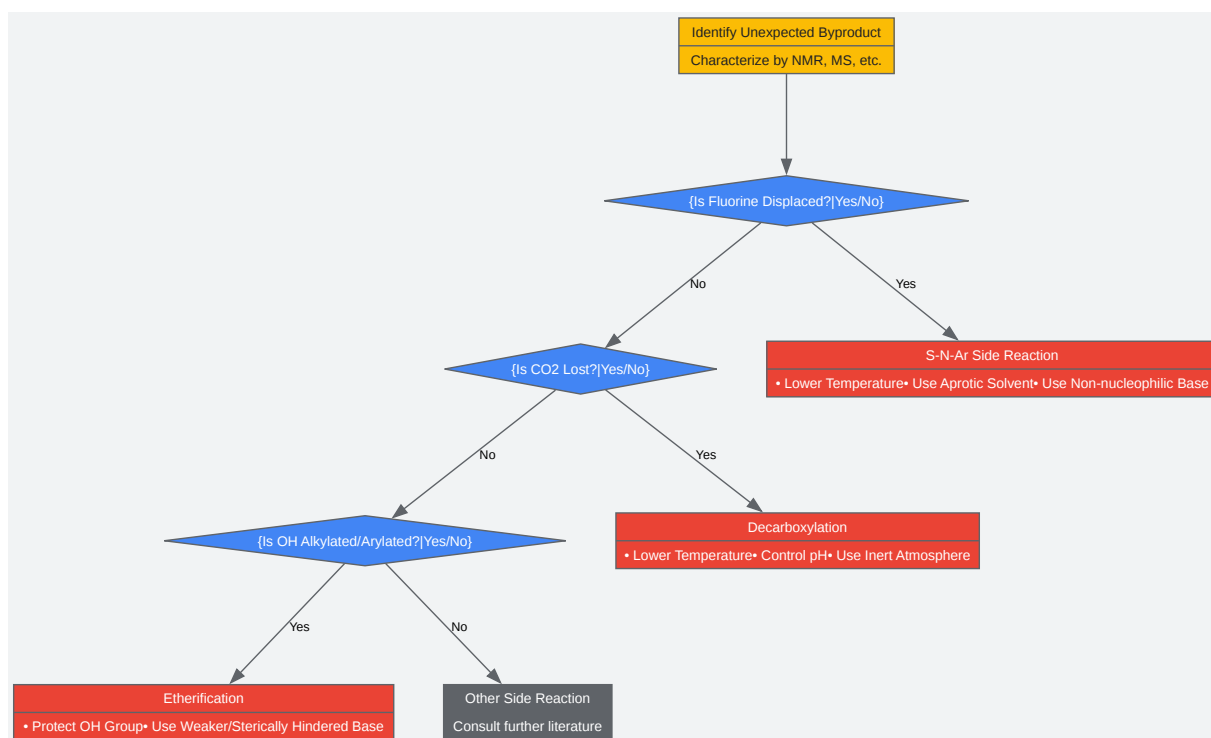 Identify Unexpected Byproduct
Characterize by NMR, MS, etc.
{Is Fluorine Displaced?|Yes/No}
No
Yes
S-N-Ar Side Reaction
• Lower Temperature• Use Aprotic Solvent• Use Non-nucleophilic Base
{Is CO2 Lost?|Yes/No}
No
Yes
Decarboxylation
• Lower Temperature• Control pH• Use Inert Atmosphere
{Is OH Alkylated/Arylated?|Yes/No}
Yes
No
Etherification
• Protect OH Group• Use Weaker/Sterically Hindered Base
Other Side Reaction
Consult further literature